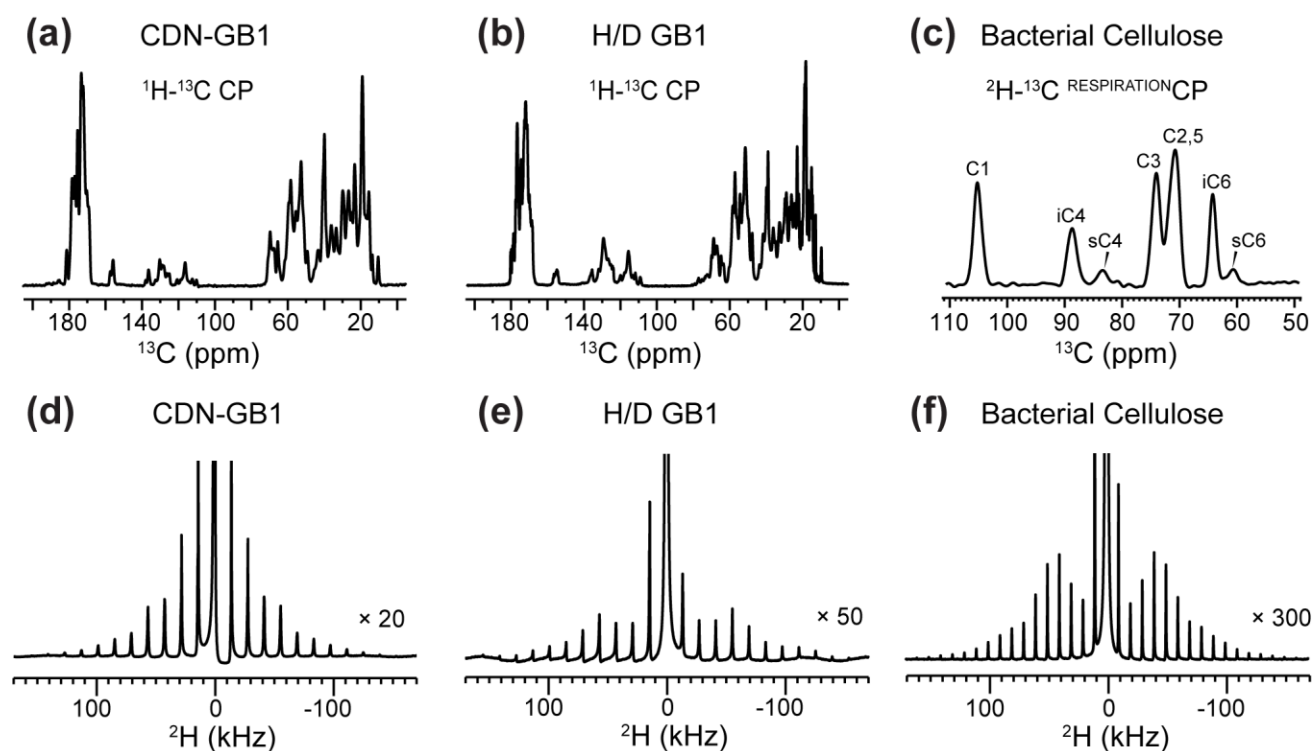 (a) CDN-GB1
¹H-¹³C CP
180 140 100 60 20
¹³C (ppm)
(b) H/D GB1
¹H-¹³C CP
180 140 100 60 20
¹³C (ppm)
(c) Bacterial Cellulose
²H-¹³C RESPIRATIONCP
C1
iC4
sC4
C3
C2,5
iC6
sC6
110 100 90 80 70 60 50
¹³C (ppm)
(d) CDN-GB1
× 20
100 0 -100
²H (kHz)
(e) H/D GB1
× 50
100 0 -100
²H (kHz)
(f) Bacterial Cellulose
× 300
100 0 -100
²H (kHz)